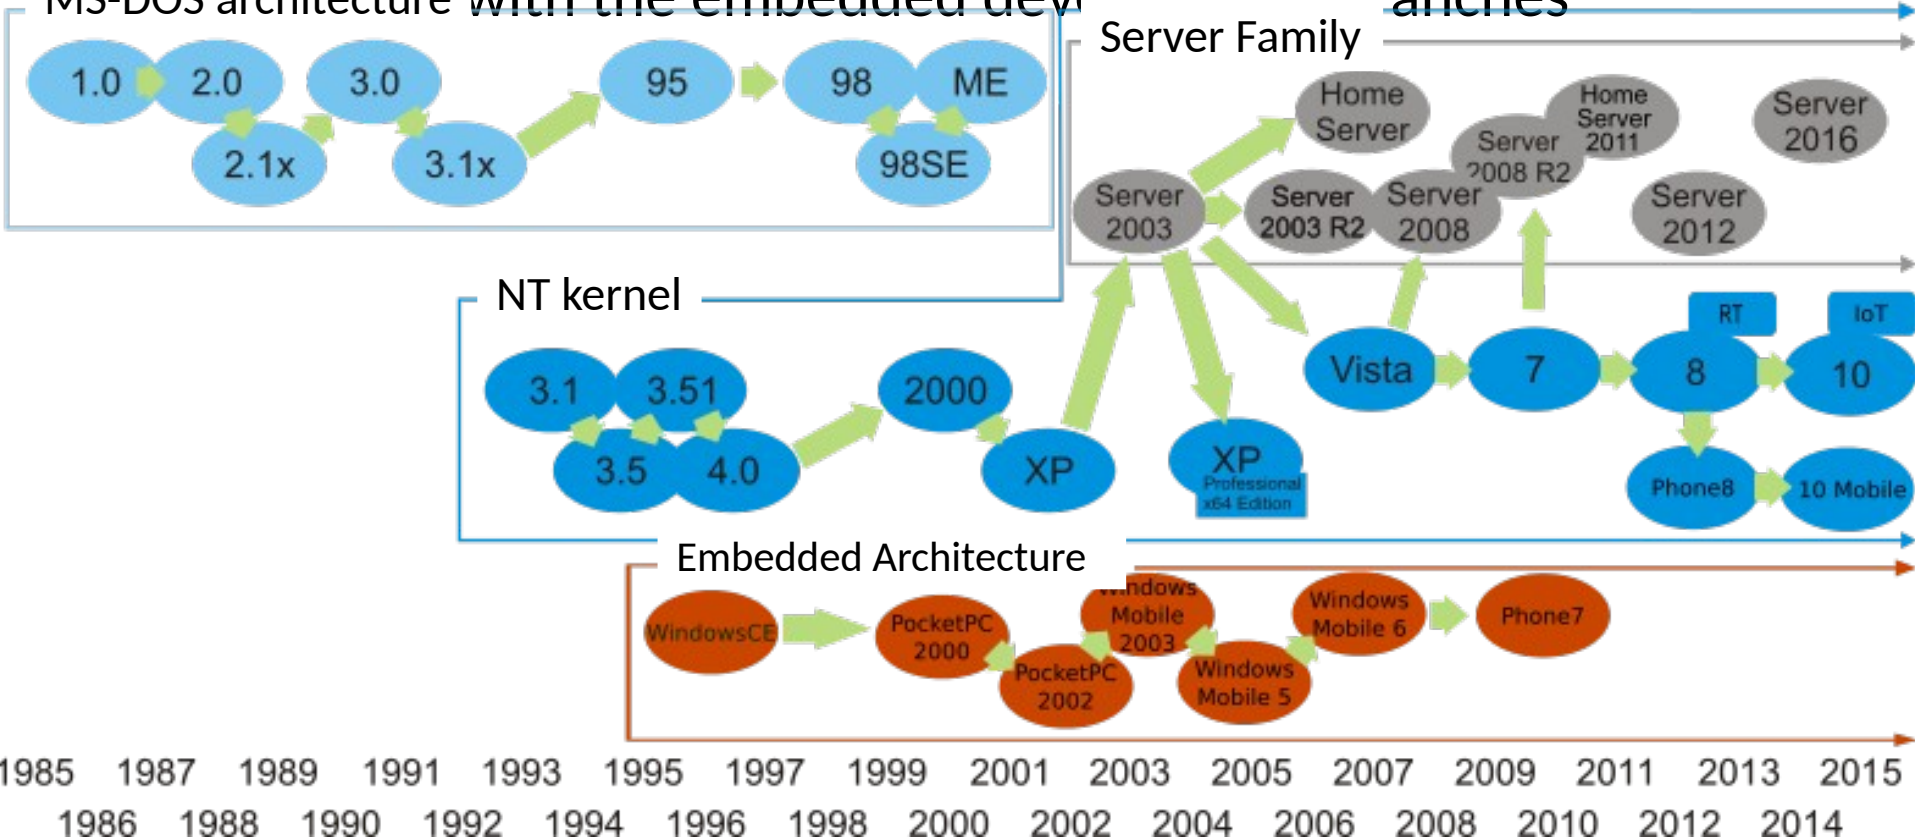 MS-DOS architecture with the embedded dev anches
Server Family
1.0
2.0
3.0
95
98
ME
2.1x
3.1x
98SE
Home
Server
Home
Server
2011
Server
2016
Server
2008 R2
Server
2003
Server
2003 R2
Server
2008
Server
2012
NT kernel
RT
IoT
3.1
3.51
2000
Vista
7
8
10
3.5
4.0
XP
XP
Professional
x64 Edition
Phone8
10 Mobile
Embedded Architecture
WindowsCE
PocketPC
2000
PocketPC
2002
Windows
Mobile
2003
Windows
Mobile 5
Windows
Mobile 6
Phone7
1985 1987 1989 1991 1993 1995 1997 1999 2001 2003 2005 2007 2009 2011 2013 2015
1986 1988 1990 1992 1994 1996 1998 2000 2002 2004 2006 2008 2010 2012 2014